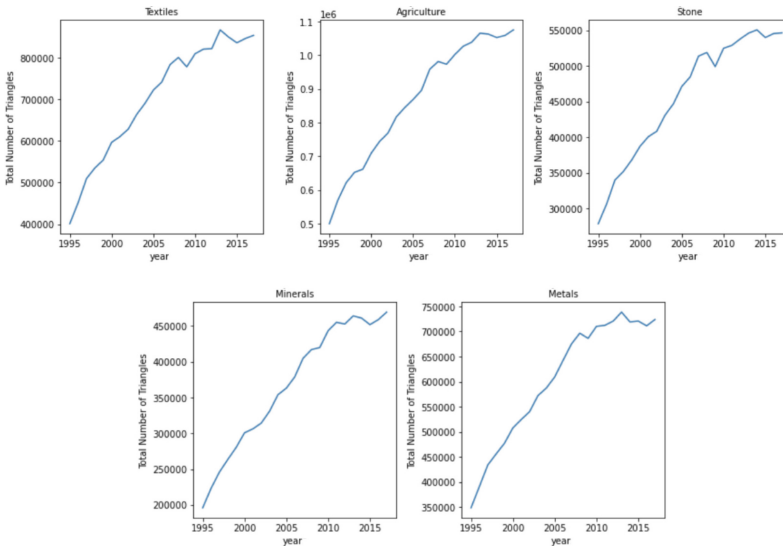 Textiles
Total Number of Triangles
800000
700000
600000
500000
400000
1995 2000 2005 2010 2015
year
Agriculture
1e6
Total Number of Triangles
1.1
1.0
0.9
0.8
0.7
0.6
0.5
1995 2000 2005 2010 2015
year
Stone
Total Number of Triangles
550000
500000
450000
400000
350000
300000
1995 2000 2005 2010 2015
year
Minerals
Total Number of Triangles
450000
400000
350000
300000
250000
200000
1995 2000 2005 2010 2015
year
Metals
Total Number of Triangles
750000
700000
650000
600000
550000
500000
450000
400000
350000
1995 2000 2005 2010 2015
year